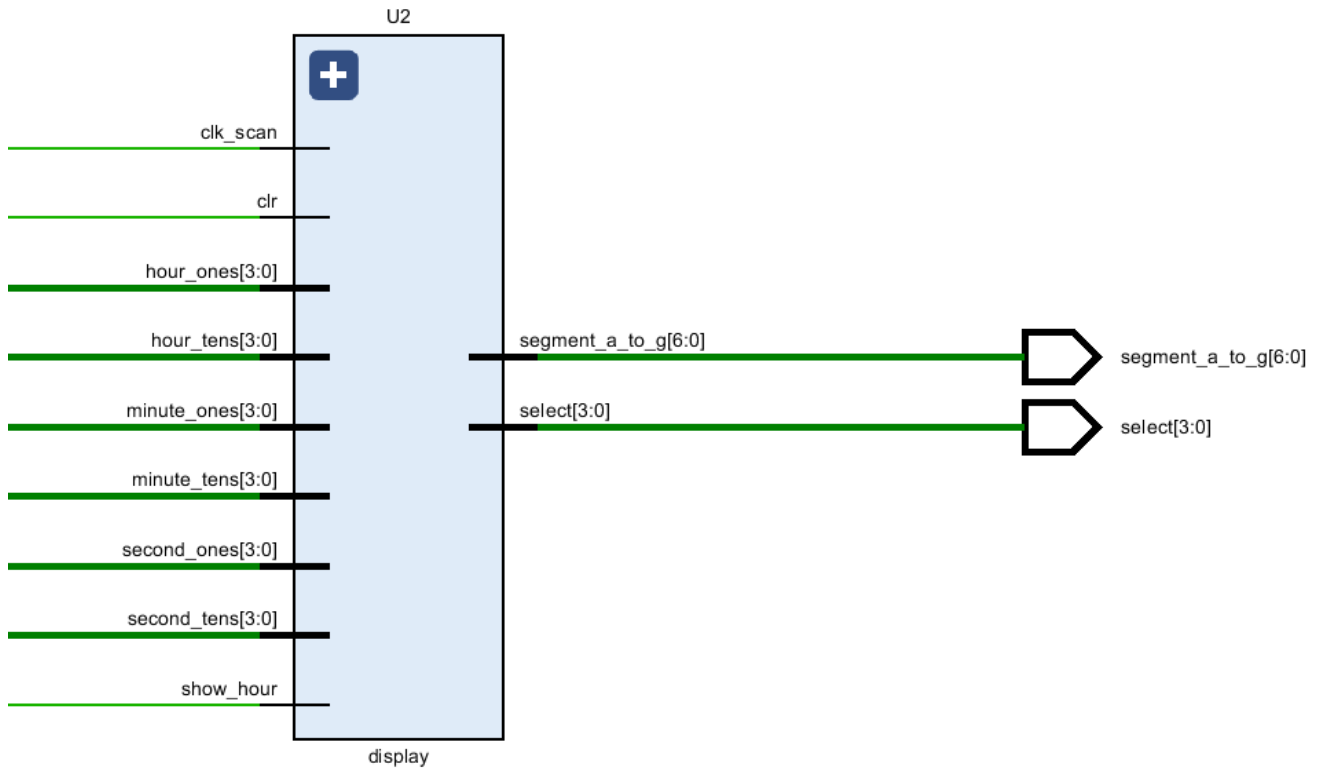 U2
clk_scan
clr
hour_ones[3:0]
hour_tens[3:0]
minute_ones[3:0]
minute_tens[3:0]
second_ones[3:0]
second_tens[3:0]
show_hour
segment_a_to_g[6:0]
select[3:0]
segment_a_to_g[6:0]
select[3:0]
display